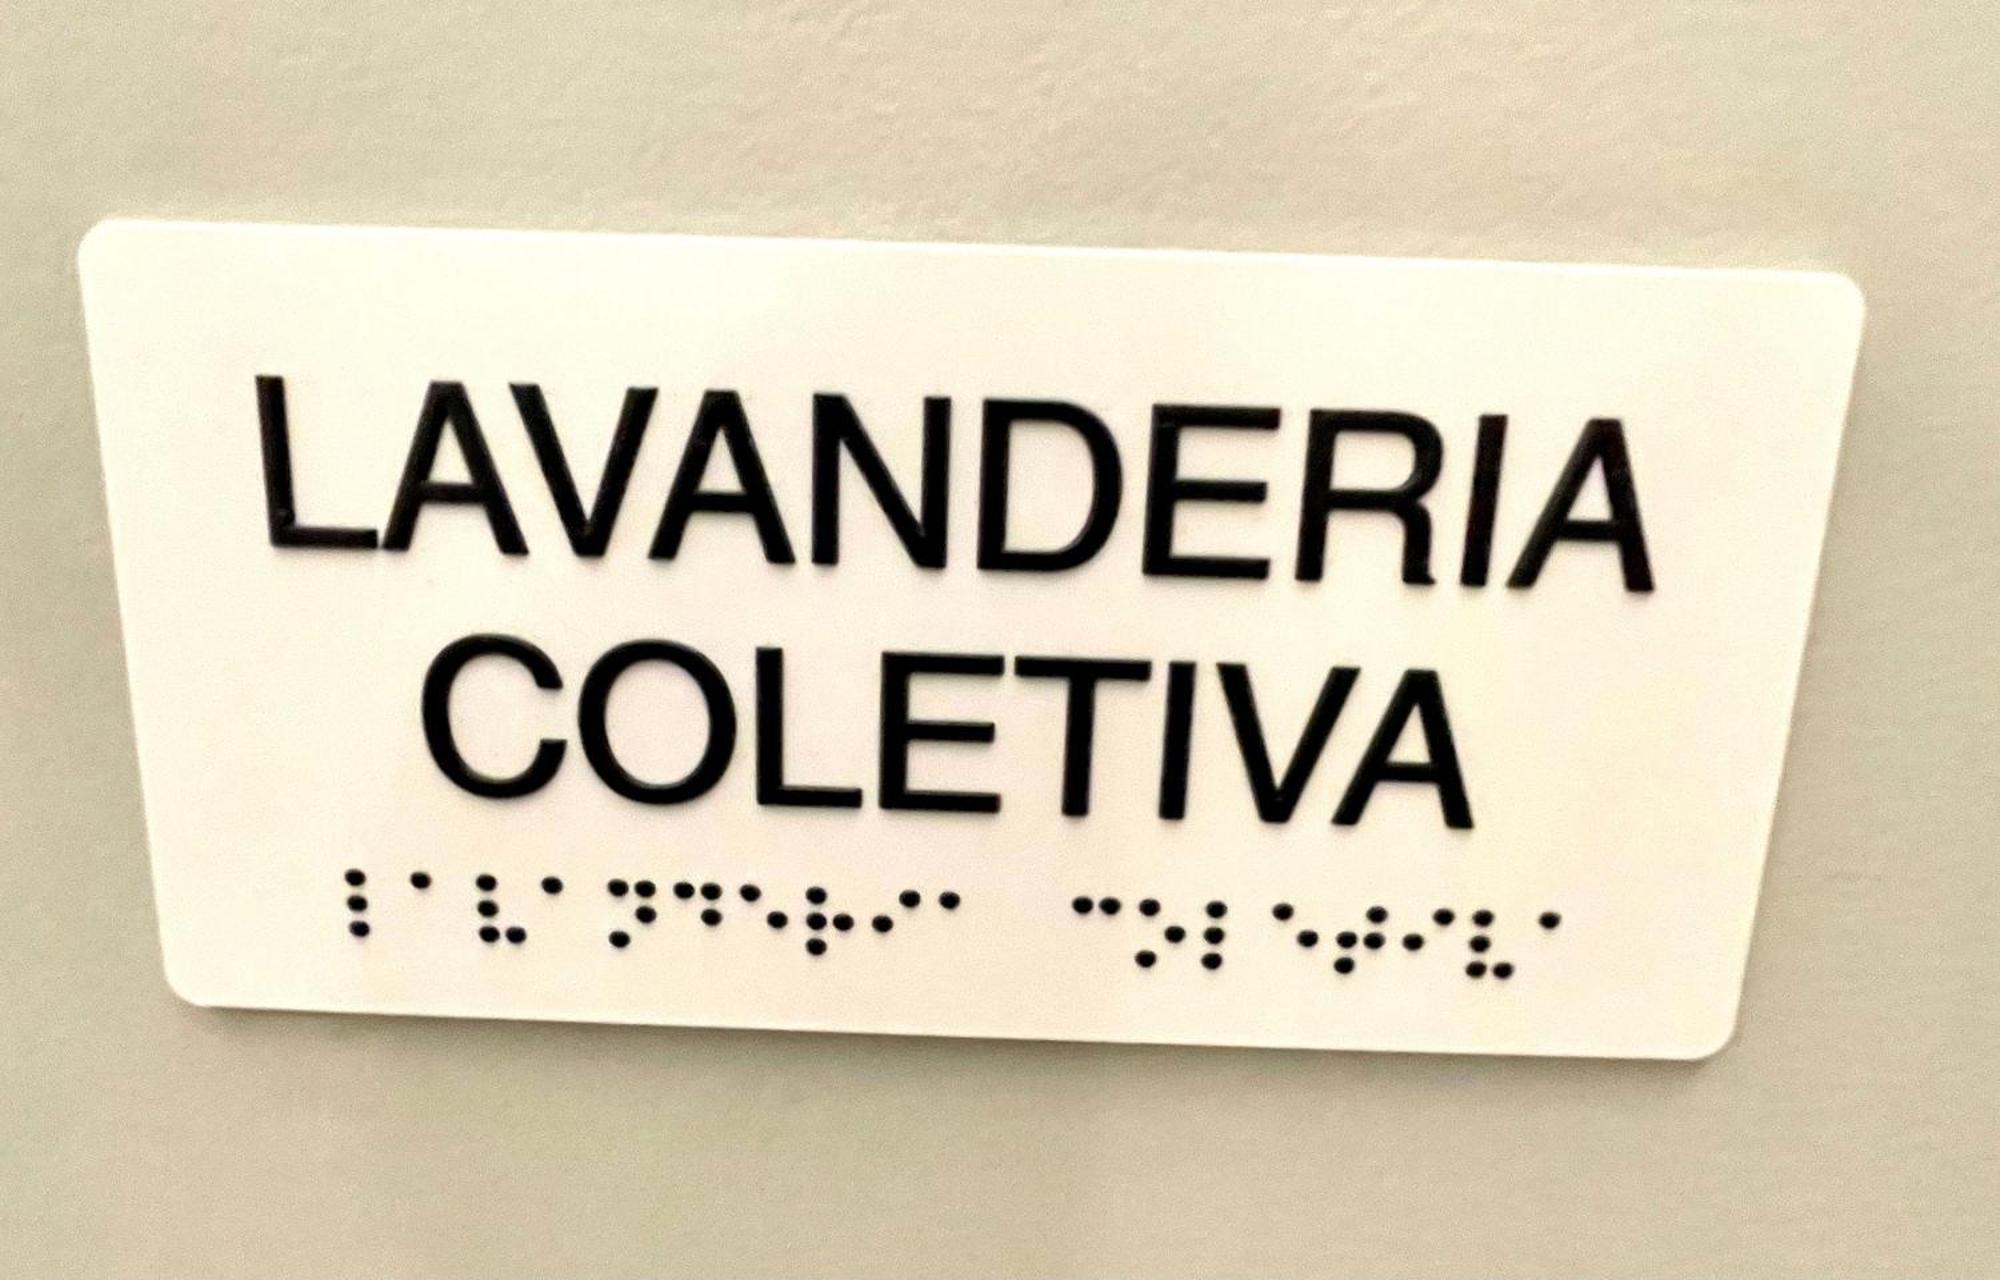 LAVANDERIA
COLETIVA
⠇⠁⠧⠁⠝⠙⠑⠗⠊⠁ ⠉⠕⠇⠑⠞⠊⠧⠁